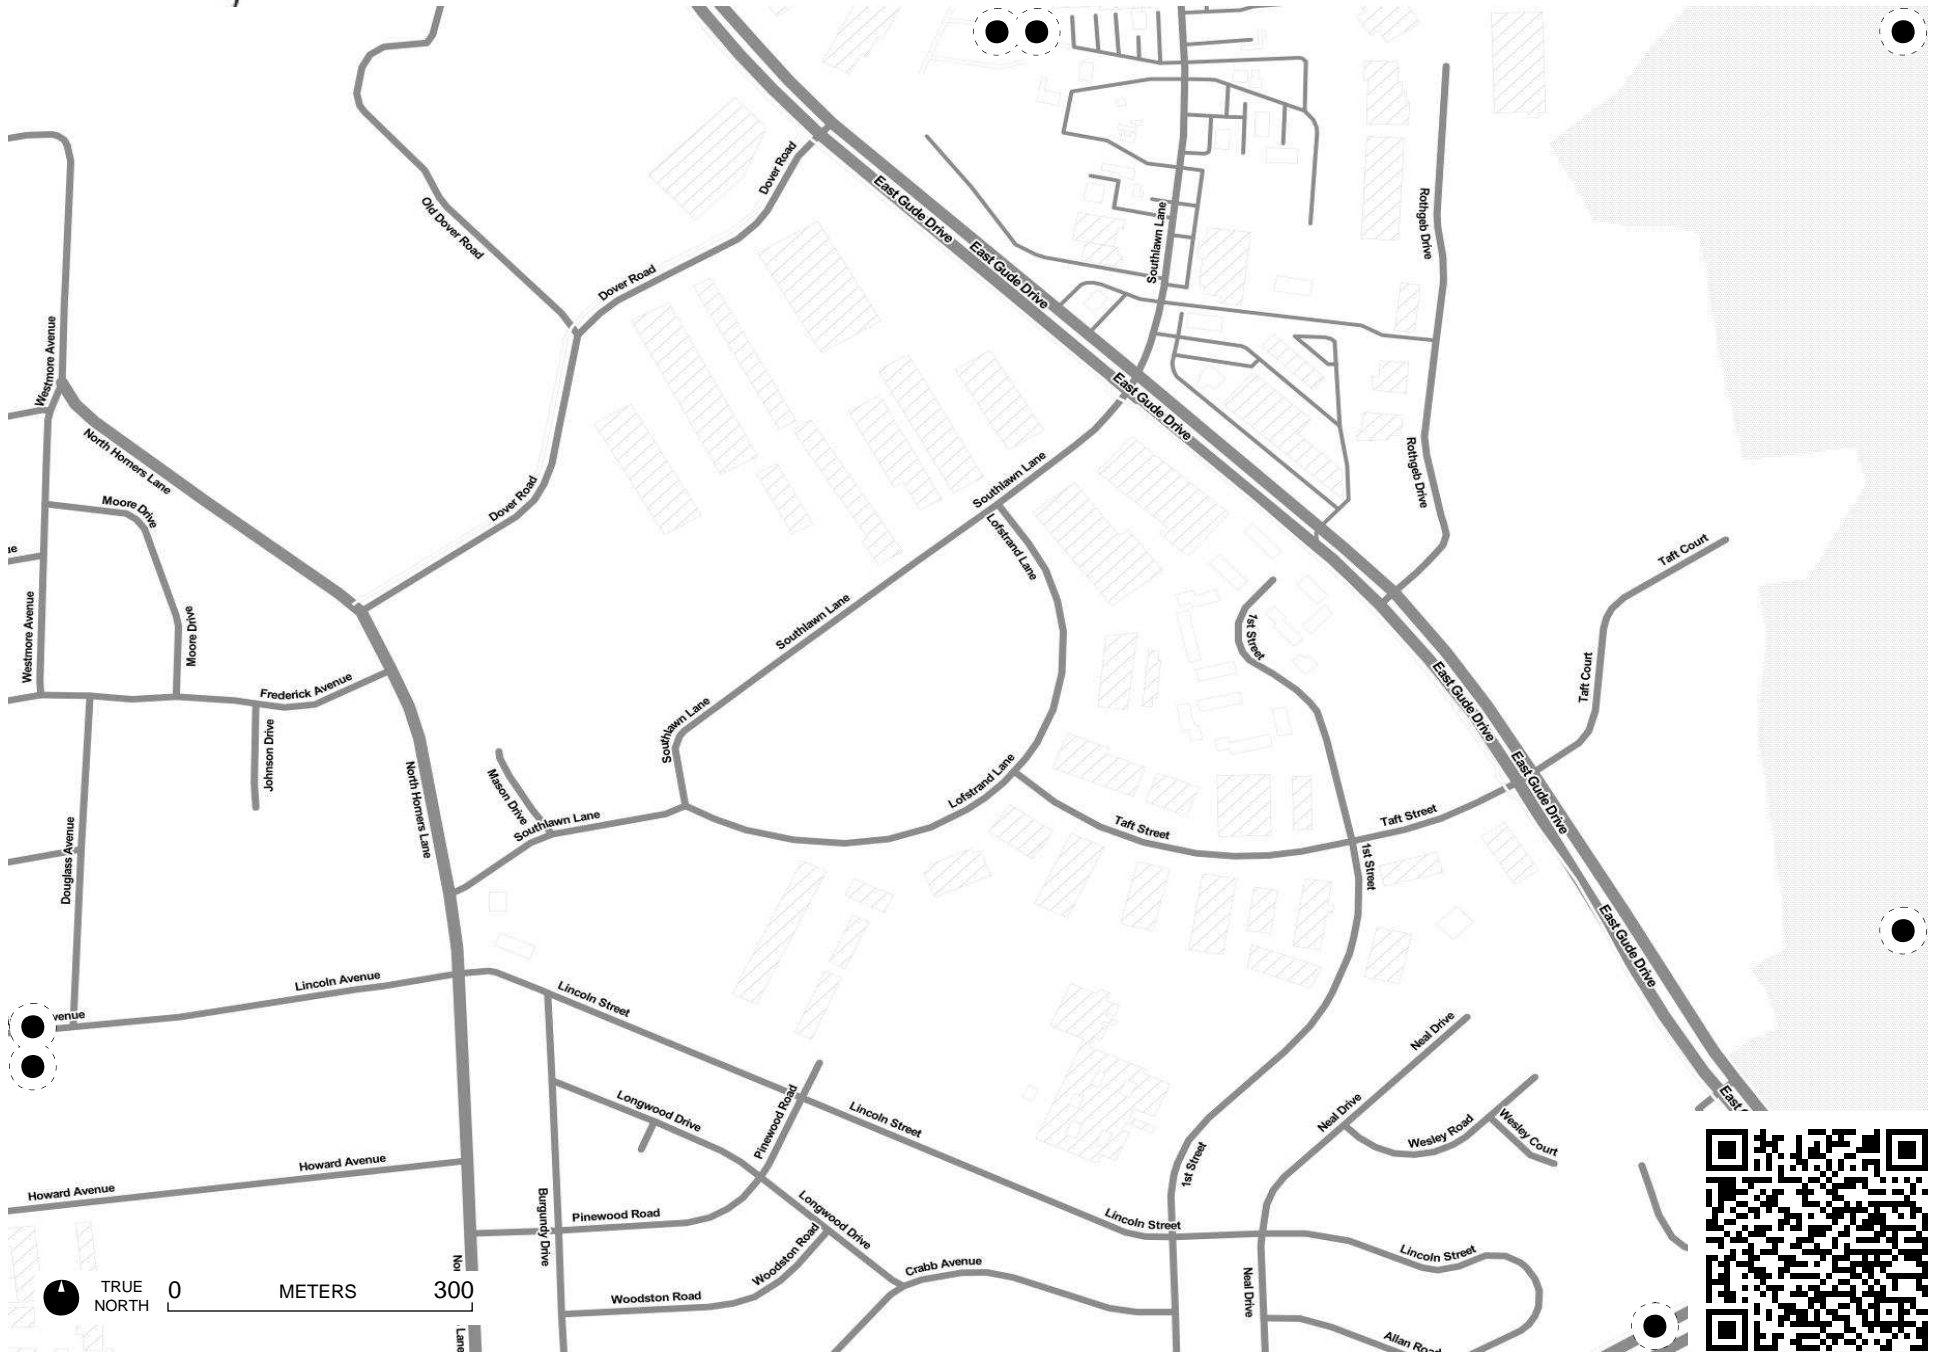 Dover Road
East Gude Drive
Old Dover Road
Southlawn Lane
Rothgeb Drive
East Gude Drive
Dover Road
Westmore Avenue
East Gude Drive
North Horners Lane
Southlawn Lane
Rothgeb Drive
Moore Drive
Dover Road
Lofstrand Lane
Taft Court
Westmore Avenue
Moore Drive
Southlawn Lane
1st Street
Frederick Avenue
East Gude Drive
Taft Court
Southlawn Lane
Johnson Drive
North Horners Lane
Mason Drive
Lofstrand Lane
East Gude Drive
Southlawn Lane
Taft Street
Taft Street
Douglass Avenue
1st Street
East Gude Drive
Lincoln Avenue
Lincoln Street
venue
Neal Drive
Longwood Drive
Pinewood Road
Lincoln Street
Neal Drive
Wesley Road
Wesley Court
East
Howard Avenue
1st Street
Howard Avenue
Burgundy Drive
Pinewood Road
Longwood Drive
Lincoln Street
Lincoln Street
Woodston Road
Crabb Avenue
Neal Drive
Woodston Road
TRUE
NORTH
0 METERS 300
Lane
Allan Road